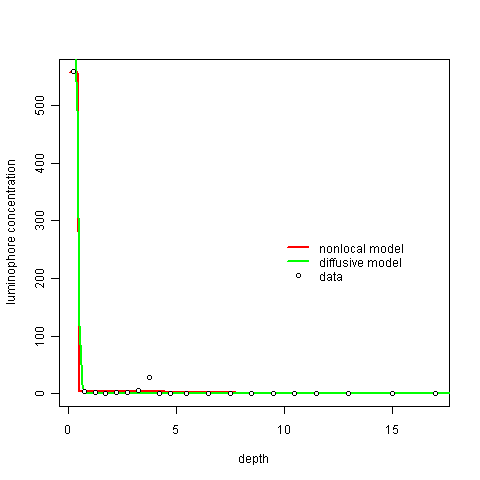 luminophore concentration
500
400
300
200
100
0
nonlocal model
diffusive model
data
0 5 10 15
depth